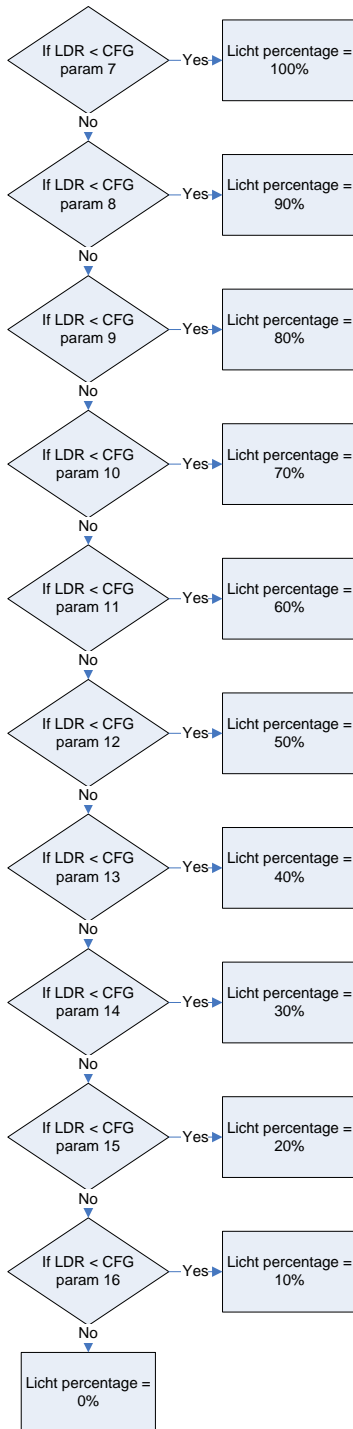 If LDR < CFG
param 7
Yes
Licht percentage =
100%
No
If LDR < CFG
param 8
Yes
Licht percentage =
90%
No
If LDR < CFG
param 9
Yes
Licht percentage =
80%
No
If LDR < CFG
param 10
Yes
Licht percentage =
70%
No
If LDR < CFG
param 11
Yes
Licht percentage =
60%
No
If LDR < CFG
param 12
Yes
Licht percentage =
50%
No
If LDR < CFG
param 13
Yes
Licht percentage =
40%
No
If LDR < CFG
param 14
Yes
Licht percentage =
30%
No
If LDR < CFG
param 15
Yes
Licht percentage =
20%
No
If LDR < CFG
param 16
Yes
Licht percentage =
10%
No
Licht percentage =
0%